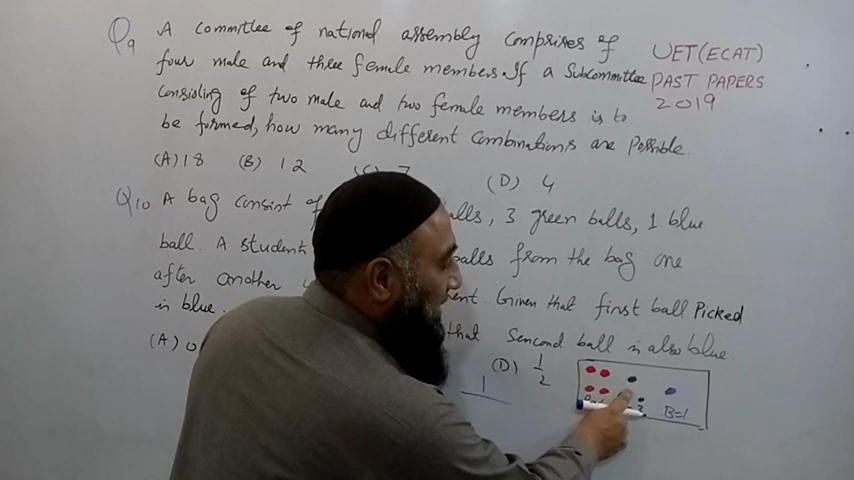 Q9 A Committee of national assembly Comprises of
four male and three female members. If a Subcommittee
Consisting of two male and two female members is to
be formed, how many different Combinations are Possible.
(A) 18 (B) 12 (C) 7 (D) 4
UET(ECAT)
PAST PAPERS
2019
Q10 A bag Consist of balls, 3 green balls, 1 blue
ball. A student balls from the bag one
after another Given that first ball Picked
is blue. that Sencond ball is also blue.
(A) 0 (D) 1/2
1
B=1